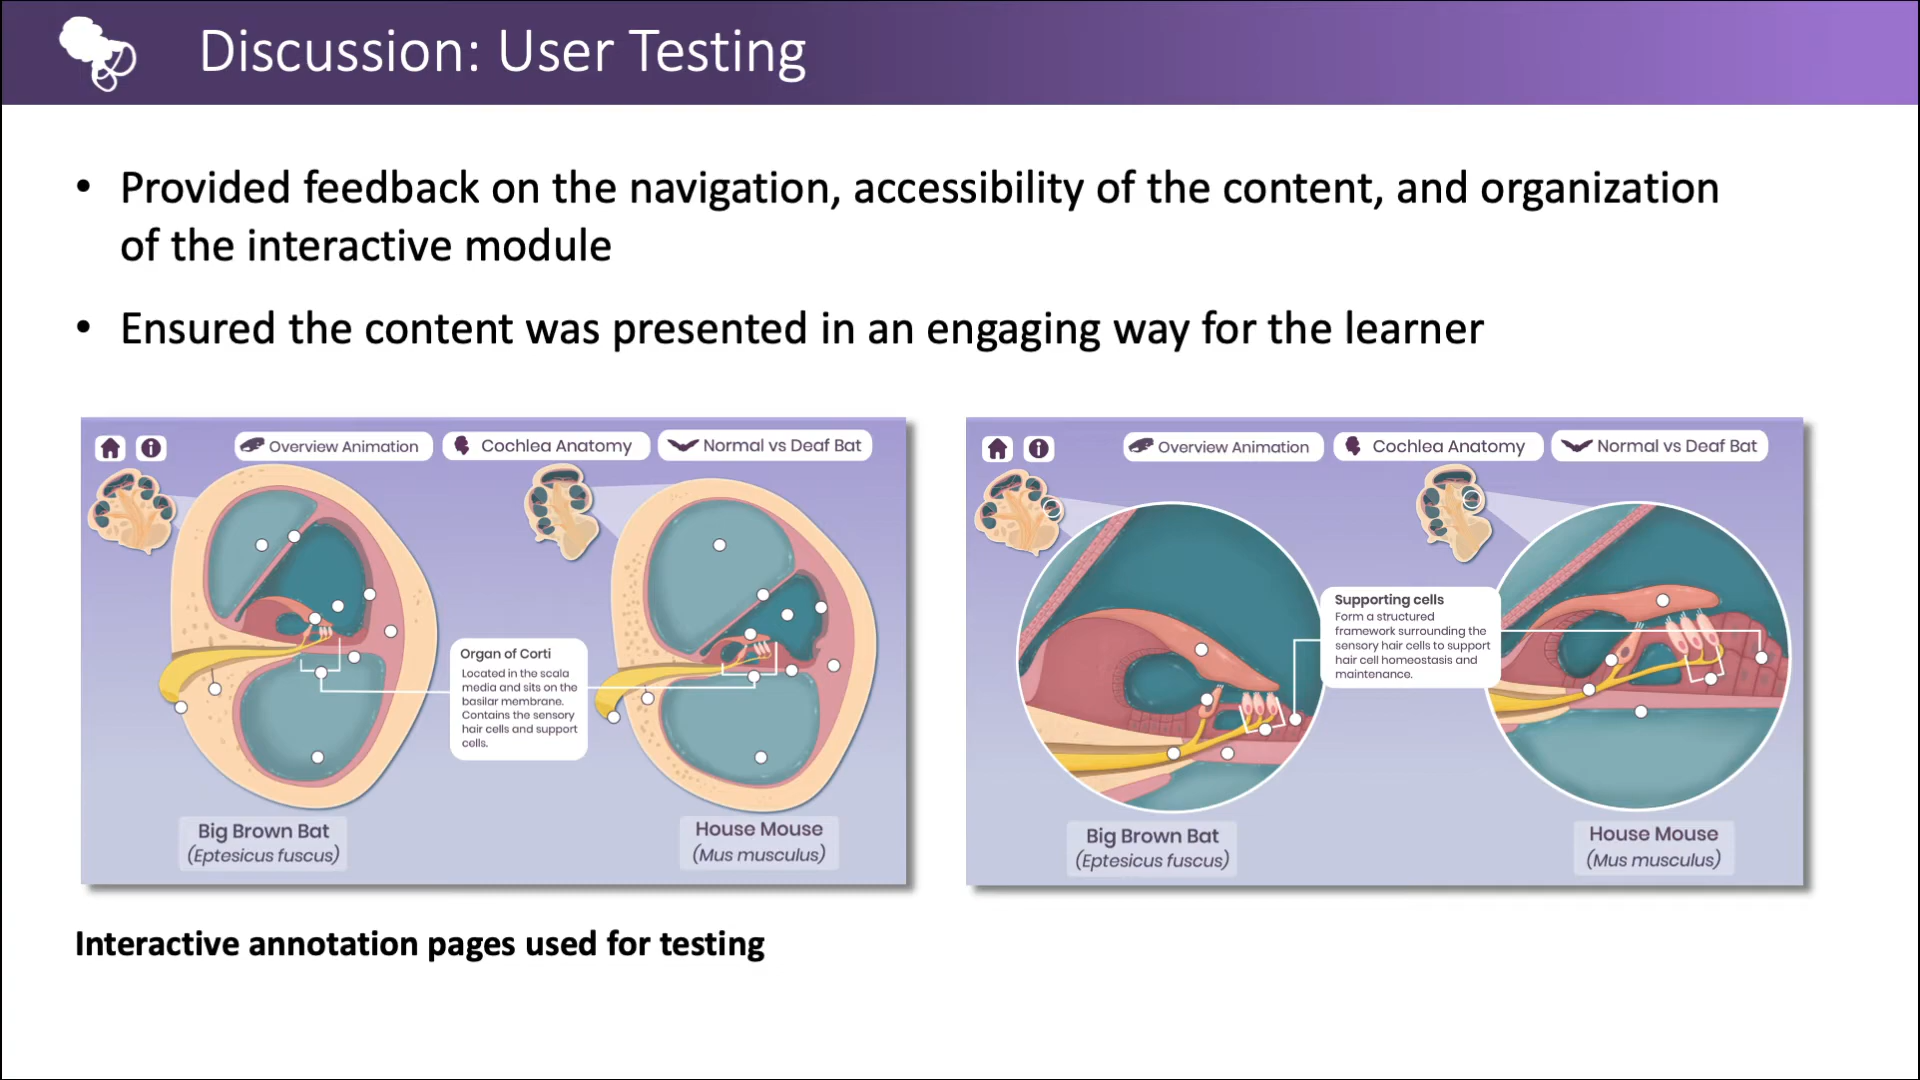 Discussion: User Testing
• Provided feedback on the navigation, accessibility of the content, and organization
of the interactive module
• Ensured the content was presented in an engaging way for the learner
Overview Animation
Cochlea Anatomy
Normal vs Deaf Bat
Organ of Corti
Located in the scala
media and sits on the
basilar membrane.
Contains the sensory
hair cells and support
cells.
Big Brown Bat
(Eptesicus fuscus)
House Mouse
(Mus musculus)
Overview Animation
Cochlea Anatomy
Normal vs Deaf Bat
Supporting cells
Form a structured
framework surrounding the
sensory hair cells to support
hair cell homeostasis and
maintenance.
Big Brown Bat
(Eptesicus fuscus)
House Mouse
(Mus musculus)
Interactive annotation pages used for testing